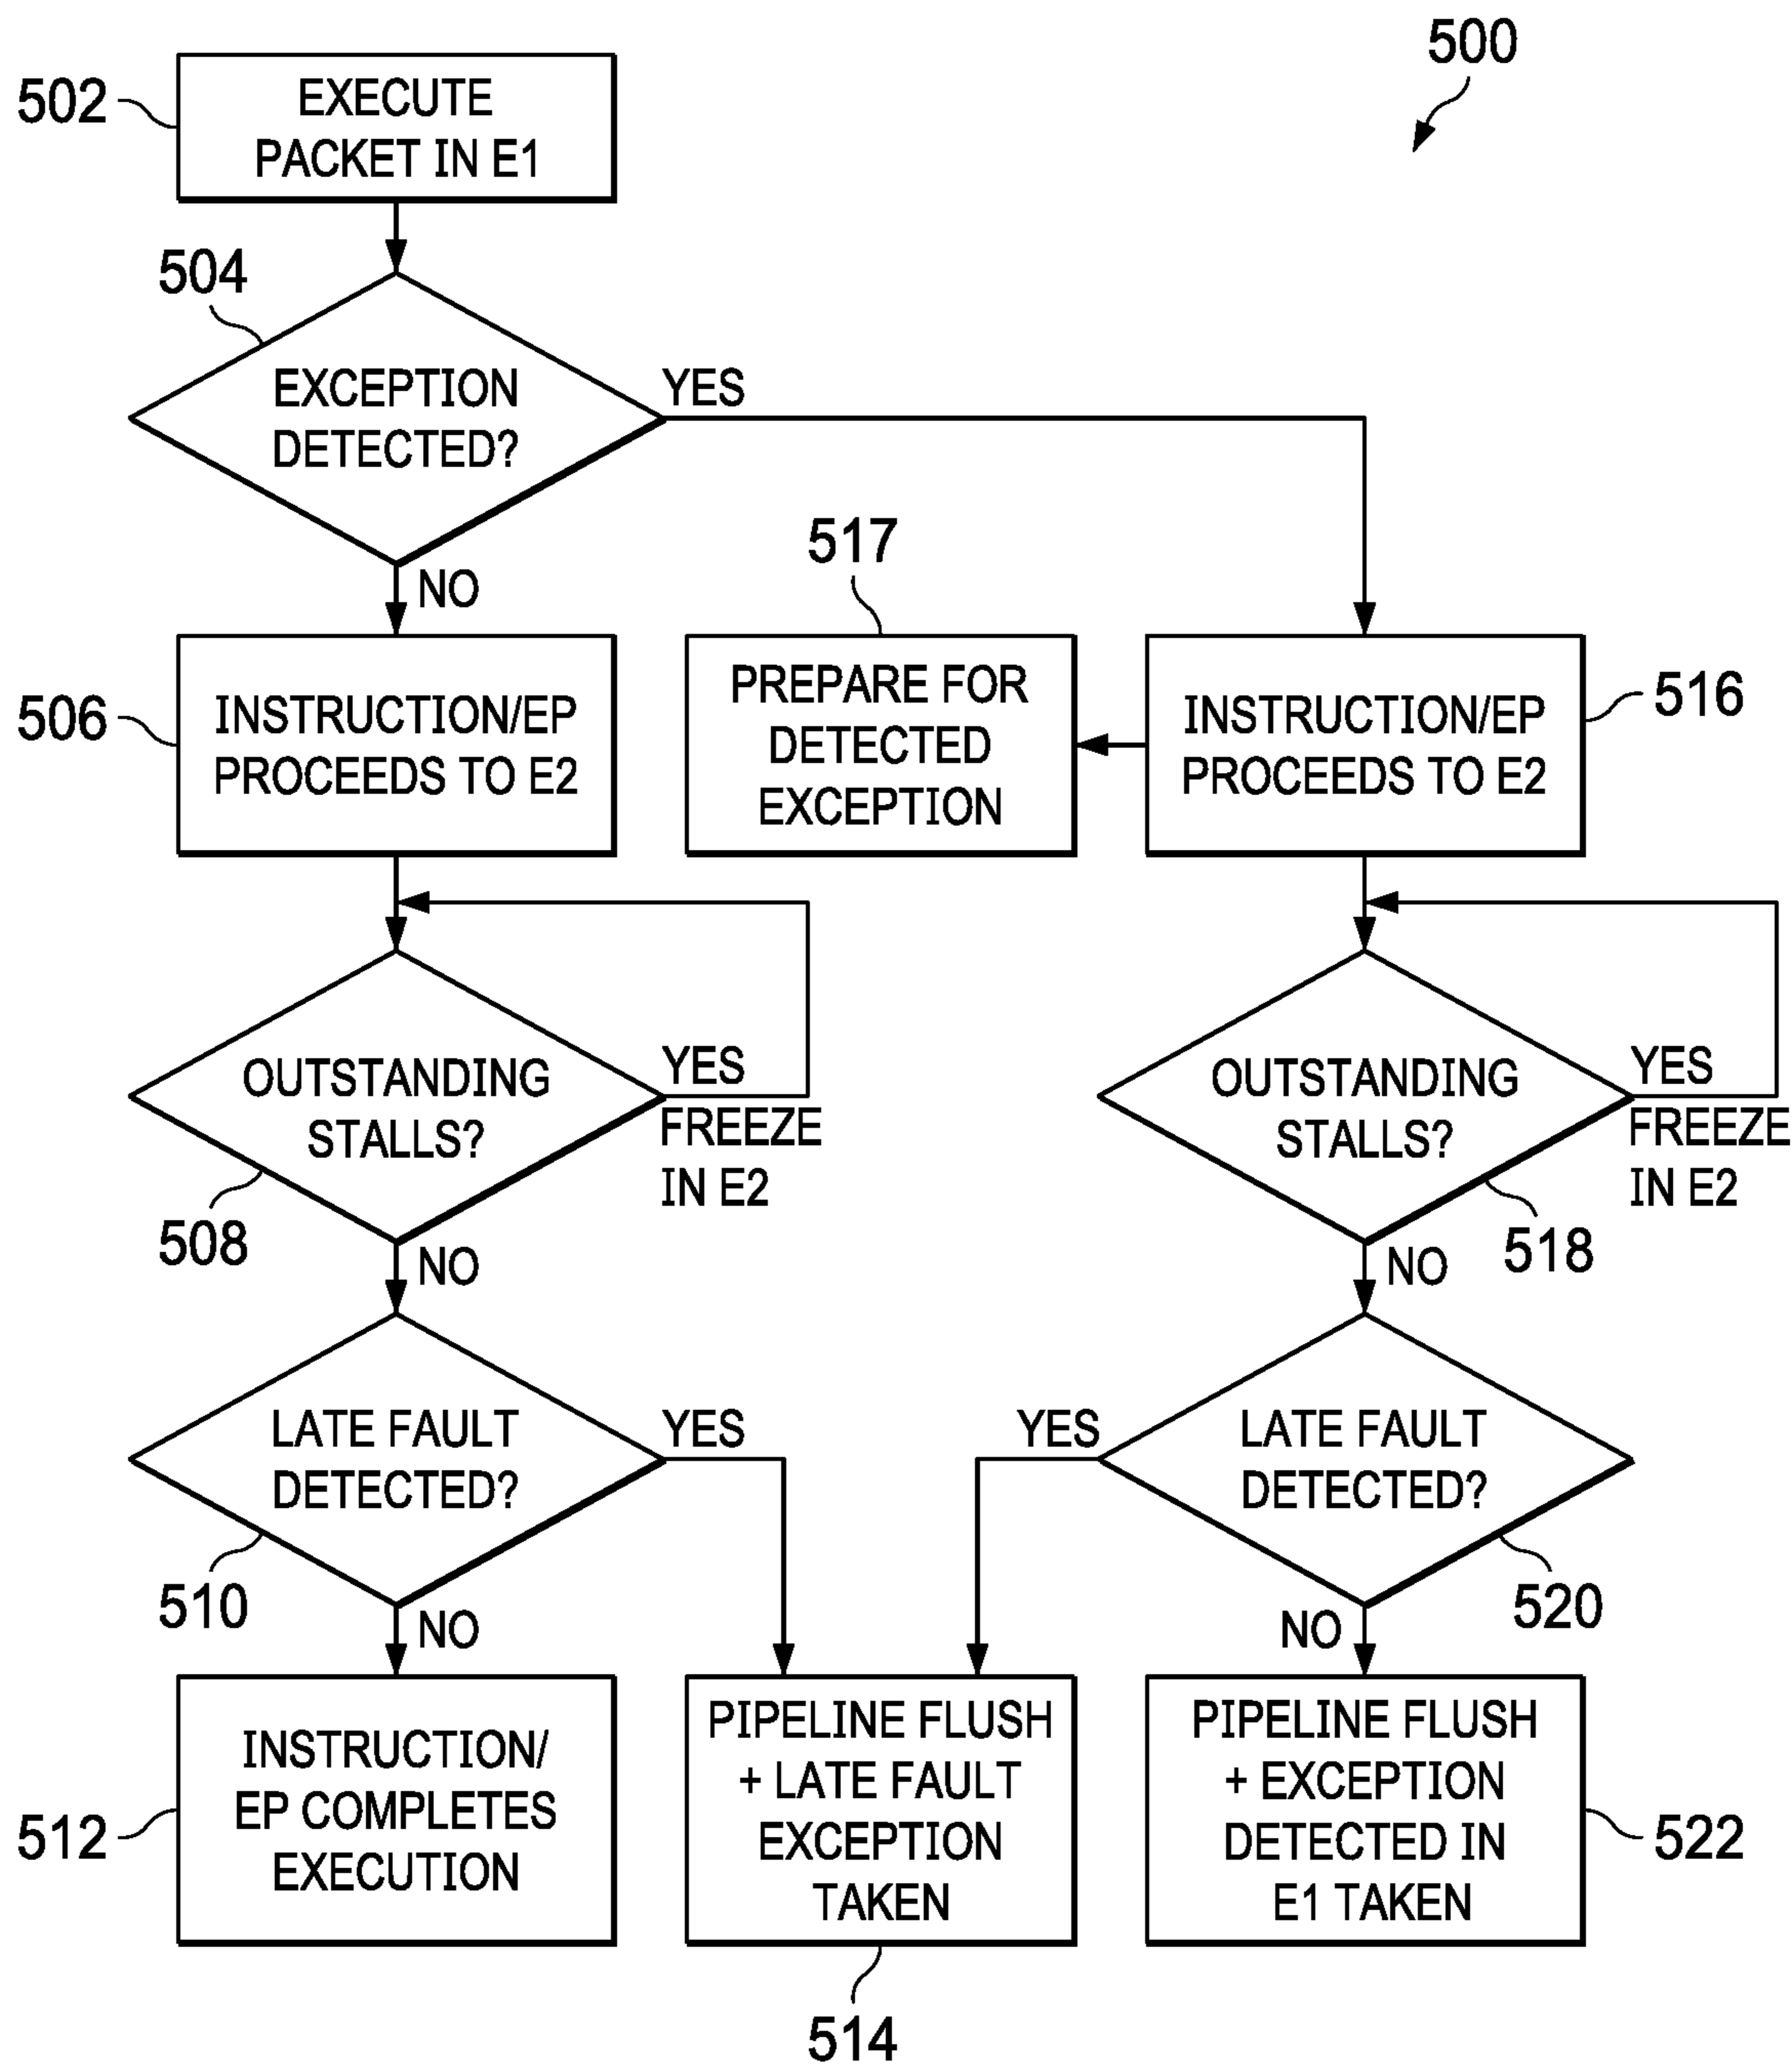 500
502
EXECUTE
PACKET IN E1
504
EXCEPTION
DETECTED?
YES
NO
517
506
INSTRUCTION/EP
PROCEEDS TO E2
PREPARE FOR
DETECTED
EXCEPTION
INSTRUCTION/EP
PROCEEDS TO E2
516
OUTSTANDING
STALLS?
YES
FREEZE
IN E2
508
NO
OUTSTANDING
STALLS?
YES
FREEZE
IN E2
518
NO
LATE FAULT
DETECTED?
YES
510
NO
YES
LATE FAULT
DETECTED?
520
NO
512
INSTRUCTION/
EP COMPLETES
EXECUTION
PIPELINE FLUSH
+ LATE FAULT
EXCEPTION
TAKEN
514
PIPELINE FLUSH
+ EXCEPTION
DETECTED IN
E1 TAKEN
522